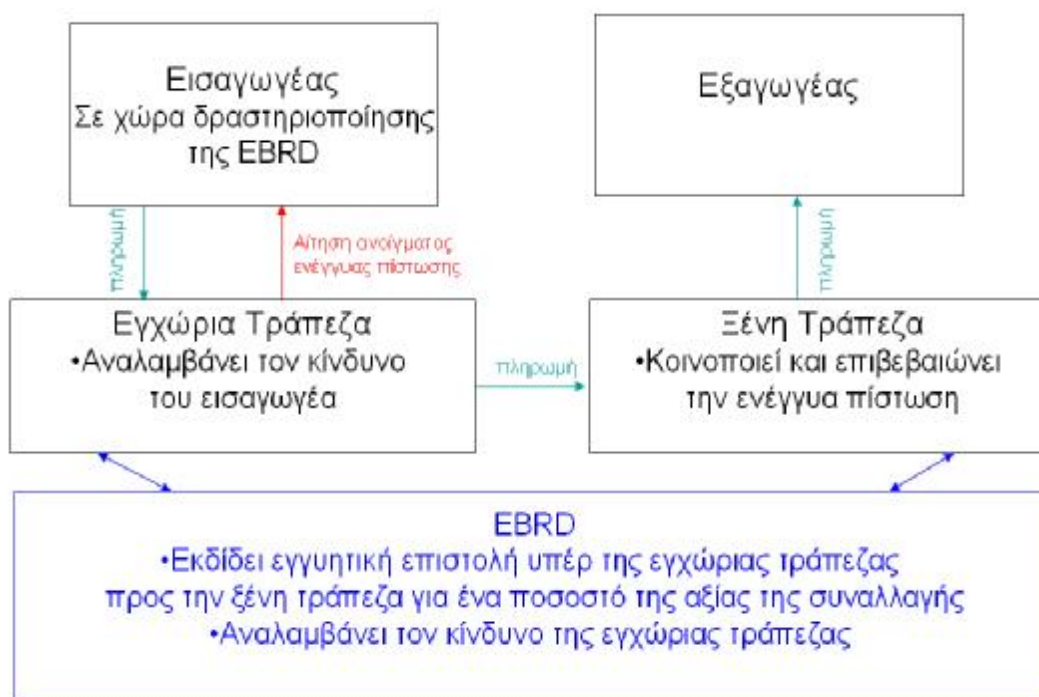 Εισαγωγέας
Σε χώρα δραστηριοποίησης
της EBRD
Εξαγωγέας
πληρωμή
Αίτηση ανοίγματος
ενέγγυας πίστωσης
πληρωμή
Εγχώρια Τράπεζα
•Αναλαμβάνει τον κίνδυνο
του εισαγωγέα
πληρωμή
Ξένη Τράπεζα
•Κοινοποιεί και επιβεβαιώνει
την ενέγγυα πίστωση
EBRD
•Εκδίδει εγγυητική επιστολή υπέρ της εγχώριας τράπεζας
προς την ξένη τράπεζα για ένα ποσοστό της αξίας της συναλλαγής
•Αναλαμβάνει τον κίνδυνο της εγχώριας τράπεζας